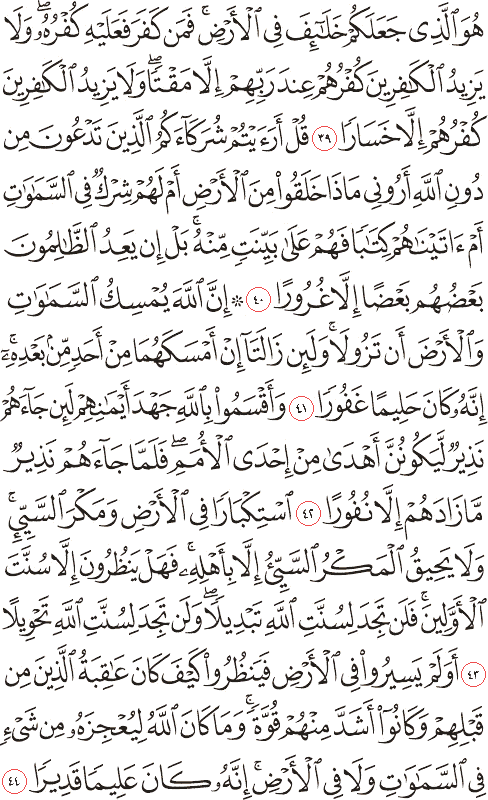 هُوَ ٱلَّذِى جَعَلَكُمْ خَلَٰٓئِفَ فِى ٱلْأَرْضِ ۚ فَمَن كَفَرَ فَعَلَيْهِ كُفْرُهُۥ ۖ وَلَا
يَزِيدُ ٱلْكَٰفِرِينَ كُفْرُهُمْ عِندَ رَبِّهِمْ إِلَّا مَقْتًا ۖ وَلَا يَزِيدُ ٱلْكَٰفِرِينَ
كُفْرُهُمْ إِلَّا خَسَارًا ٣٩ قُلْ أَرَءَيْتُمْ شُرَكَآءَكُمُ ٱلَّذِينَ تَدْعُونَ مِن
دُونِ ٱللَّهِ أَرُونِى مَاذَا خَلَقُوا۟ مِنَ ٱلْأَرْضِ أَمْ لَهُمْ شِرْكٌ فِى ٱلسَّمَٰوَٰتِ
أَمْ ءَاتَيْنَٰهُمْ كِتَٰبًا فَهُمْ عَلَىٰ بَيِّنَتٍ مِّنْهُ ۚ بَلْ إِن يَعِدُ ٱلظَّٰلِمُونَ
بَعْضُهُم بَعْضًا إِلَّا غُرُورًا ٤٠ ۞ إِنَّ ٱللَّهَ يُمْسِكُ ٱلسَّمَٰوَٰتِ
وَٱلْأَرْضَ أَن تَزُولَا ۚ وَلَئِن زَالَتَآ إِنْ أَمْسَكَهُمَا مِنْ أَحَدٍ مِّنۢ بَعْدِهِۦٓ ۚ
إِنَّهُۥ كَانَ حَلِيمًا غَفُورًا ٤١ وَأَقْسَمُوا۟ بِٱللَّهِ جَهْدَ أَيْمَٰنِهِمْ لَئِن جَآءَهُمْ
نَذِيرٌ لَّيَكُونُنَّ أَهْدَىٰ مِنْ إِحْدَى ٱلْأُمَمِ ۖ فَلَمَّا جَآءَهُمْ نَذِيرٌ
مَّا زَادَهُمْ إِلَّا نُفُورًا ٤٢ ٱسْتِكْبَارًا فِى ٱلْأَرْضِ وَمَكْرَ ٱلسَّيِّئِ ۚ
وَلَا يَحِيقُ ٱلْمَكْرُ ٱلسَّيِّئُ إِلَّا بِأَهْلِهِۦ ۚ فَهَلْ يَنظُرُونَ إِلَّا سُنَّتَ
ٱلْأَوَّلِينَ ۚ فَلَن تَجِدَ لِسُنَّتِ ٱللَّهِ تَبْدِيلًا ۖ وَلَن تَجِدَ لِسُنَّتِ ٱللَّهِ تَحْوِيلًا
٤٣ أَوَلَمْ يَسِيرُوا۟ فِى ٱلْأَرْضِ فَيَنظُرُوا۟ كَيْفَ كَانَ عَٰقِبَةُ ٱلَّذِينَ مِن
قَبْلِهِمْ وَكَانُوٓا۟ أَشَدَّ مِنْهُمْ قُوَّةً ۚ وَمَا كَانَ ٱللَّهُ لِيُعْجِزَهُۥ مِن شَىْءٍ
فِى ٱلسَّمَٰوَٰتِ وَلَا فِى ٱلْأَرْضِ ۚ إِنَّهُۥ كَانَ عَلِيمًا قَدِيرًا ٤٤